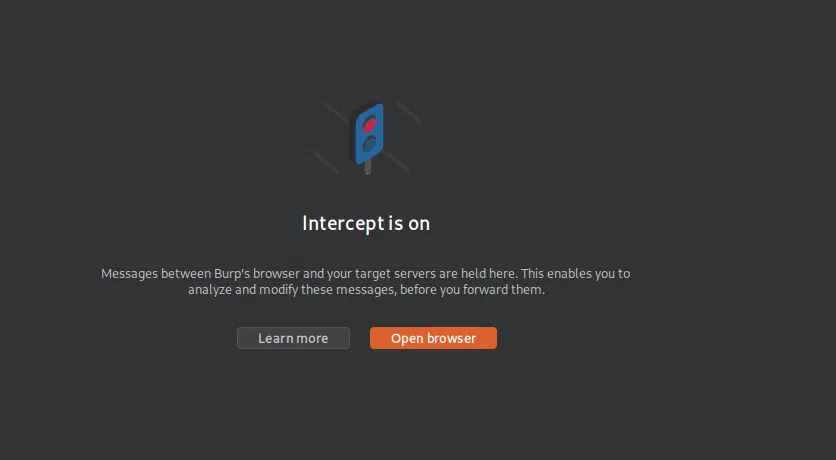 Intercept is on
Messages between Burp's browser and your target servers are held here. This enables you to
analyze and modify these messages, before you forward them.
Learn more
Open browser